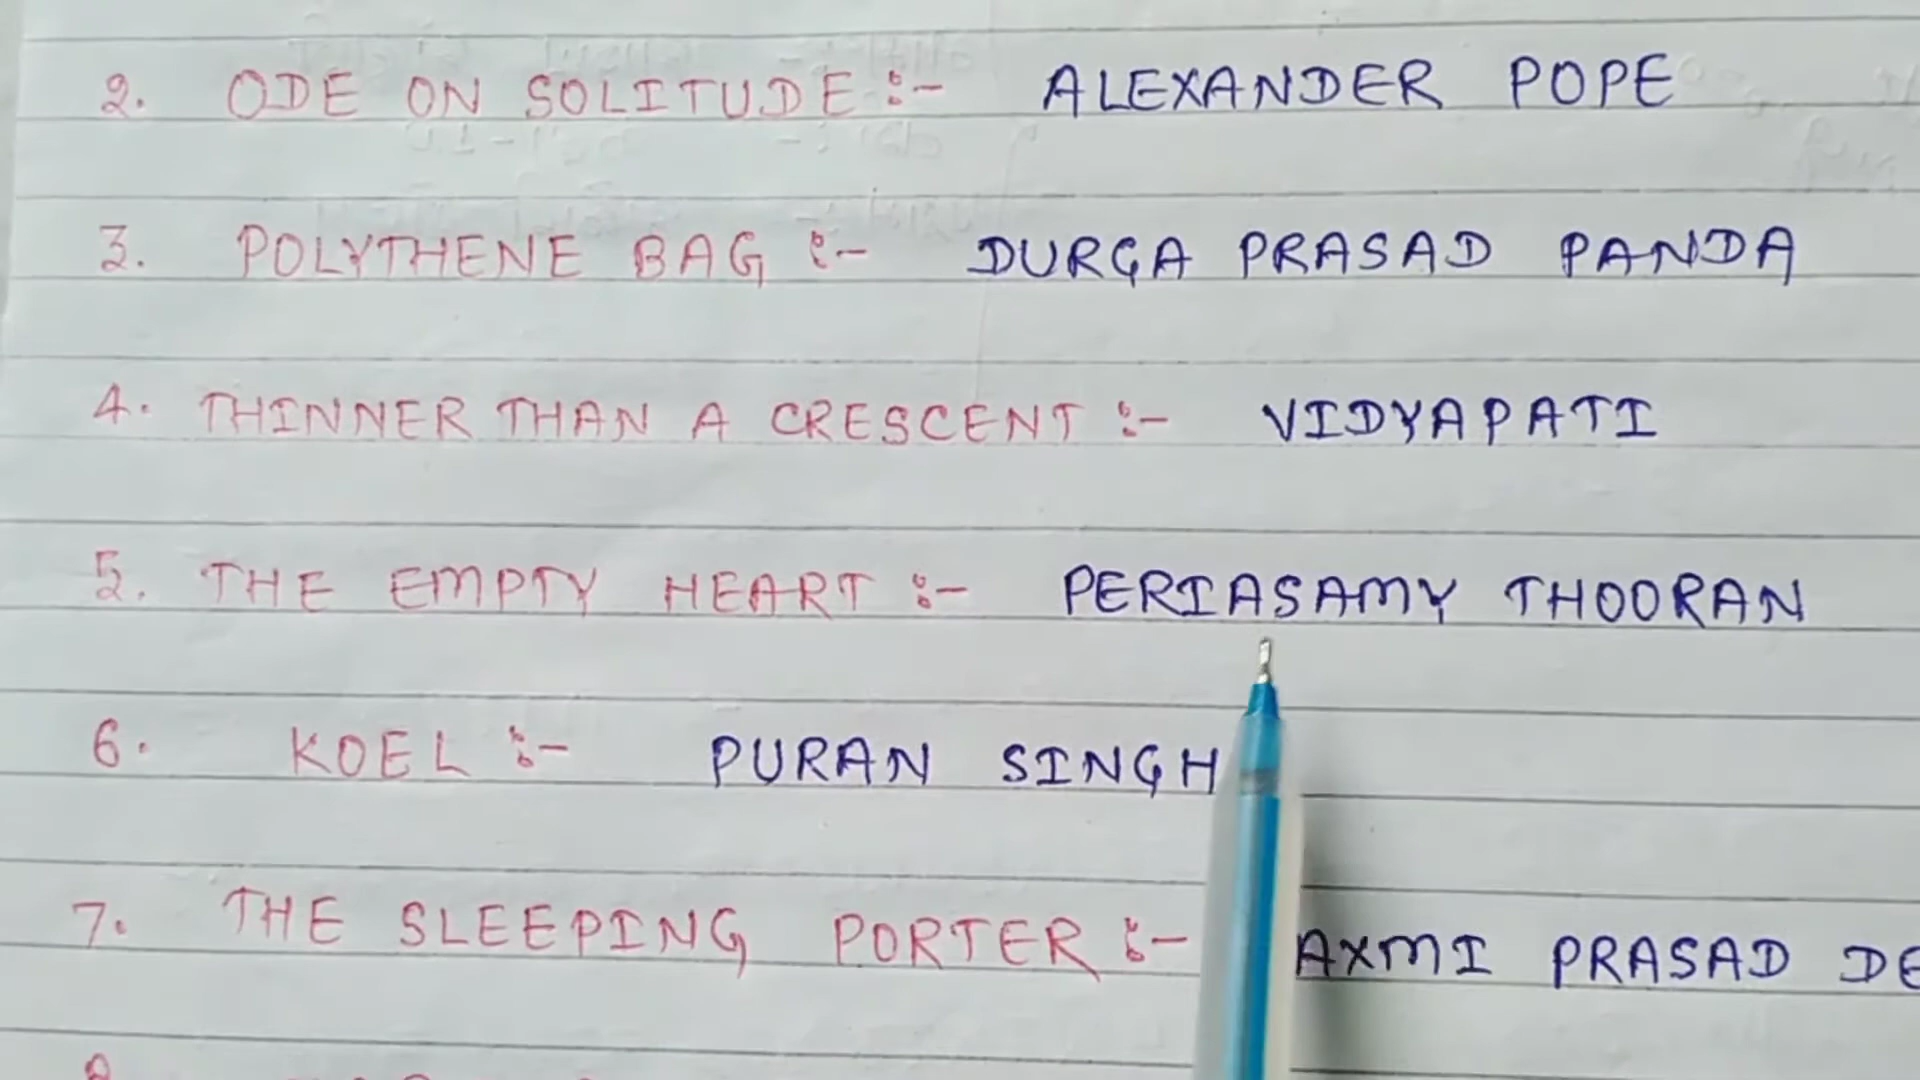 2. ODE ON SOLITUDE :- ALEXANDER POPE
3. POLYTHENE BAG :- DURGA PRASAD PANDA
4. THINNER THAN A CRESCENT :- VIDYAPATI
5. THE EMPTY HEART :- PERIASAMY THOORAN
6. KOEL :- PURAN SINGH
7. THE SLEEPING PORTER :- AXMI PRASAD DE